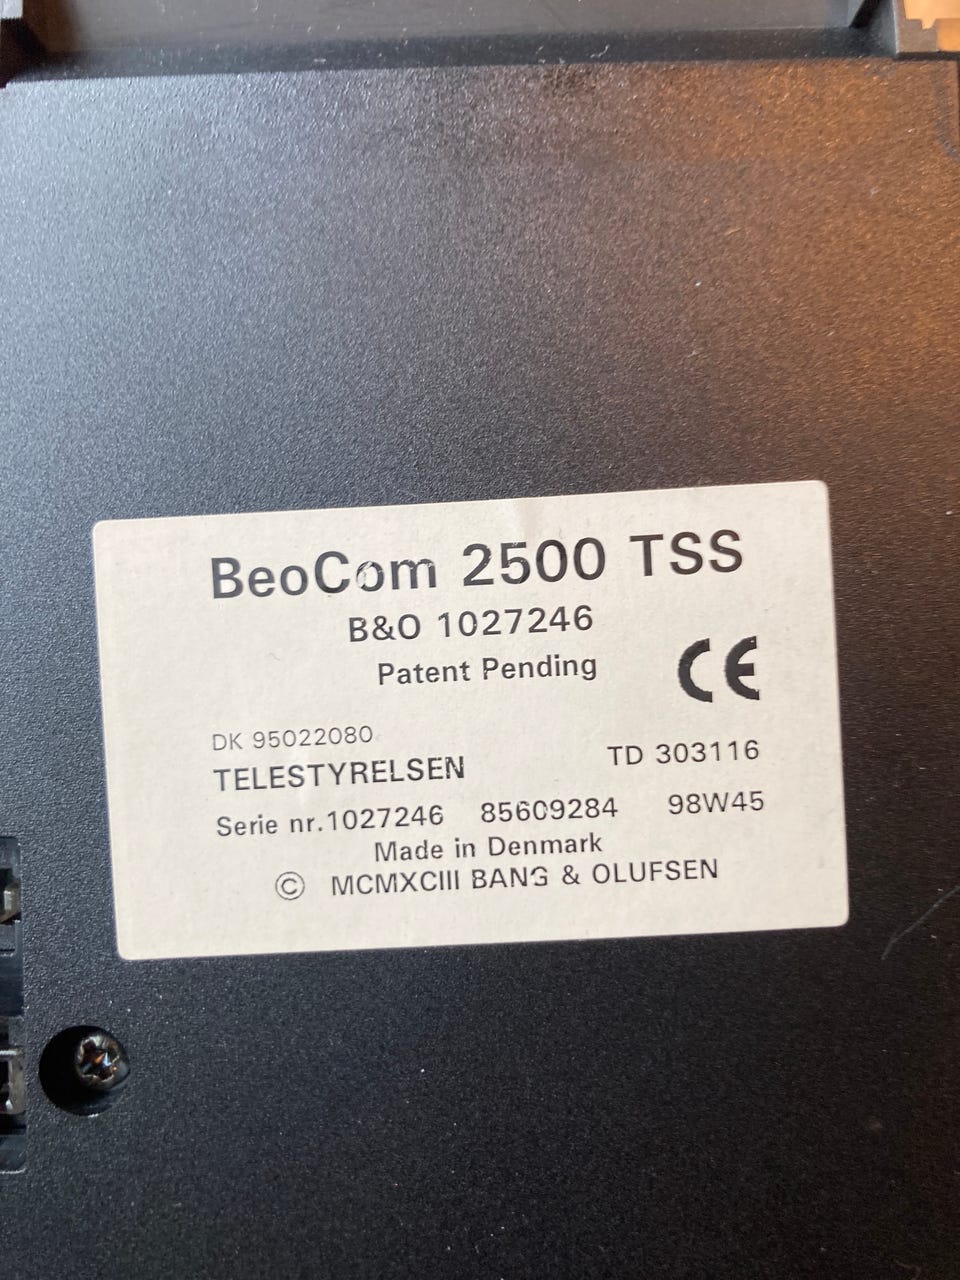 BeoCom 2500 TSS
B&O 1027246
Patent Pending
CE
DK 95022080
TELESTYRELSEN TD 303116
Serie nr.1027246 85609284 98W45
Made in Denmark
© MCMXCIII BANG & OLUFSEN